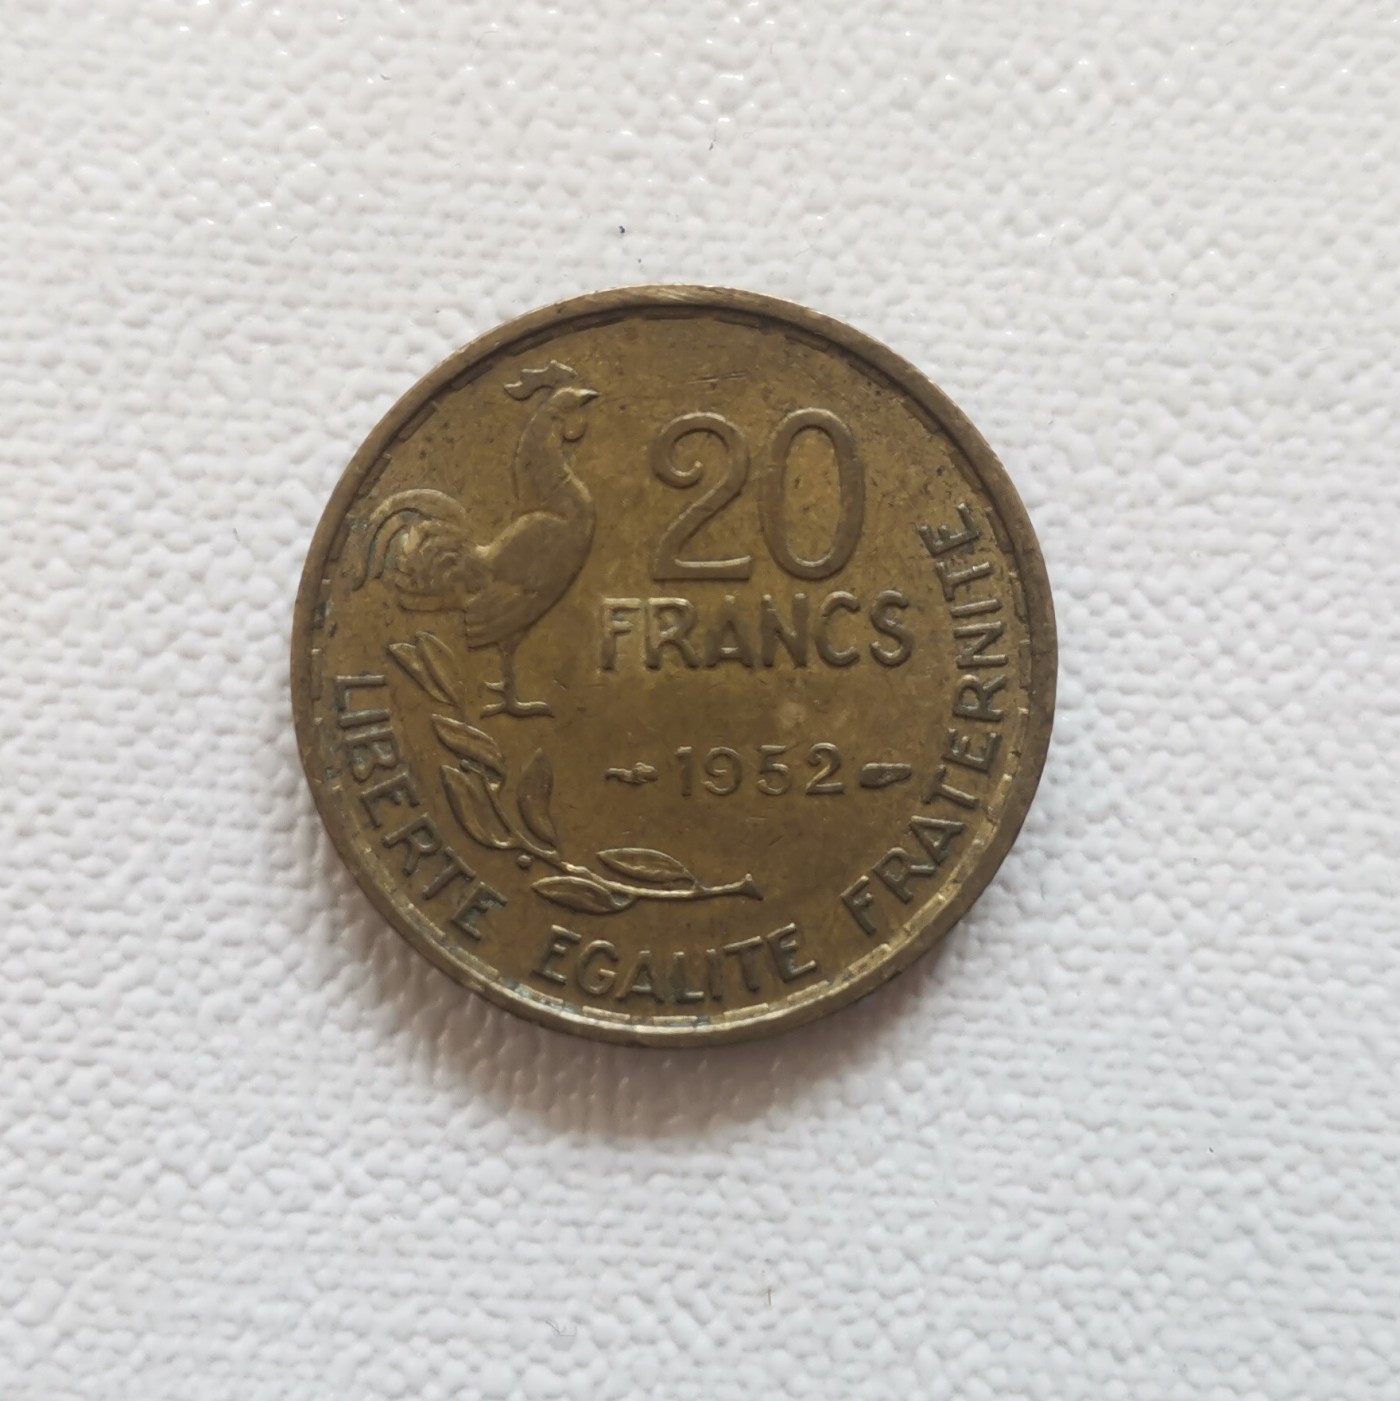 20
FRANCS
1952
LIBERTE EGALITE FRATERNITE